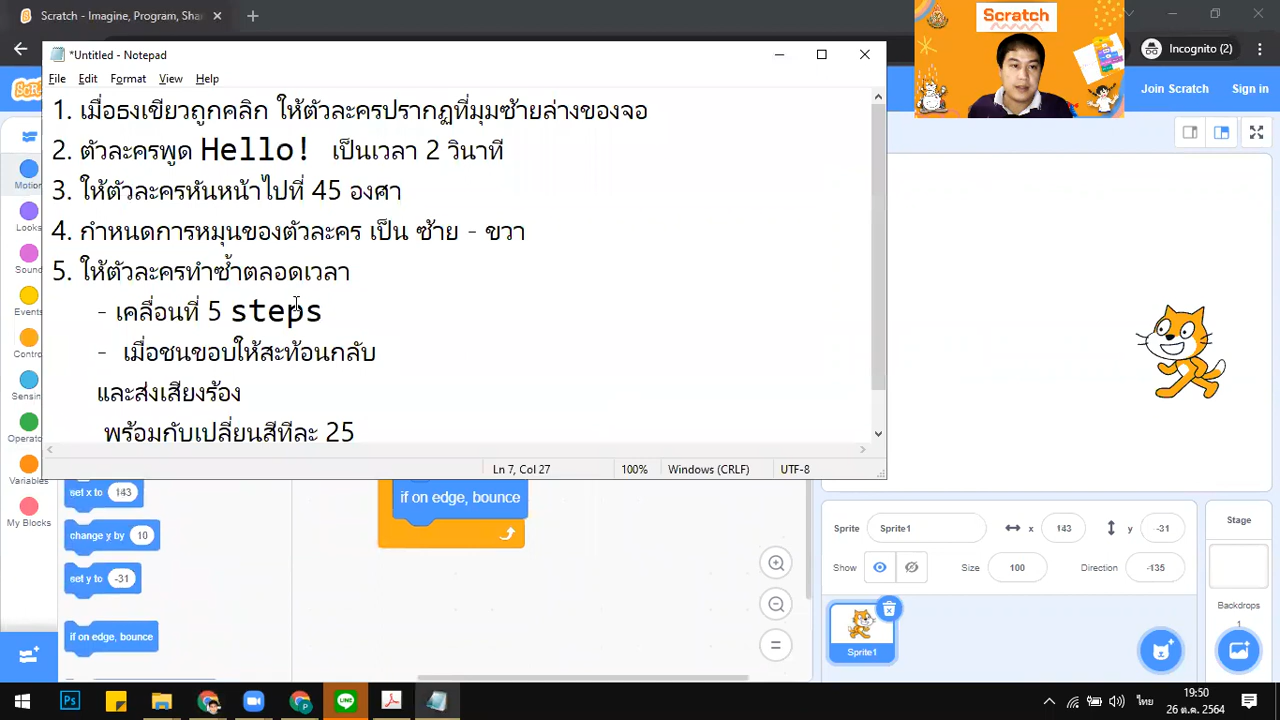 Scratch - Imagine, Program, Sha
Scratch
Incognito (2)
*Untitled - Notepad
File Edit Format View Help
Join Scratch Sign in
1. เมื่อธงเขียวถูกคลิก ให้ตัวละครปรากฏที่มุมซ้ายล่างของจอ
2. ตัวละครพูด Hello! เป็นเวลา 2 วินาที
3. ให้ตัวละครหันหน้าไปที่ 45 องศา
4. กำหนดการหมุนของตัวละคร เป็น ซ้าย - ขวา
5. ให้ตัวละครทำซ้ำตลอดเวลา
- เคลื่อนที่ 5 steps
- เมื่อชนขอบให้สะท้อนกลับ
และส่งเสียงร้อง
พร้อมกับเปลี่ยนสีทีละ 25
Ln 7, Col 27 100% Windows (CRLF) UTF-8
Motion
Looks
Sound
Events
Contro
Sensin
Operato
Variables
My Blocks
set x to 143
change y by 10
set y to -31
if on edge, bounce
if on edge, bounce
Sprite Sprite1 x 143 y -31
Show Size 100 Direction -135
Sprite1
Stage
Backdrops
1
Ps
LINE
P
ไทย
19:50
26 ต.ค. 2564